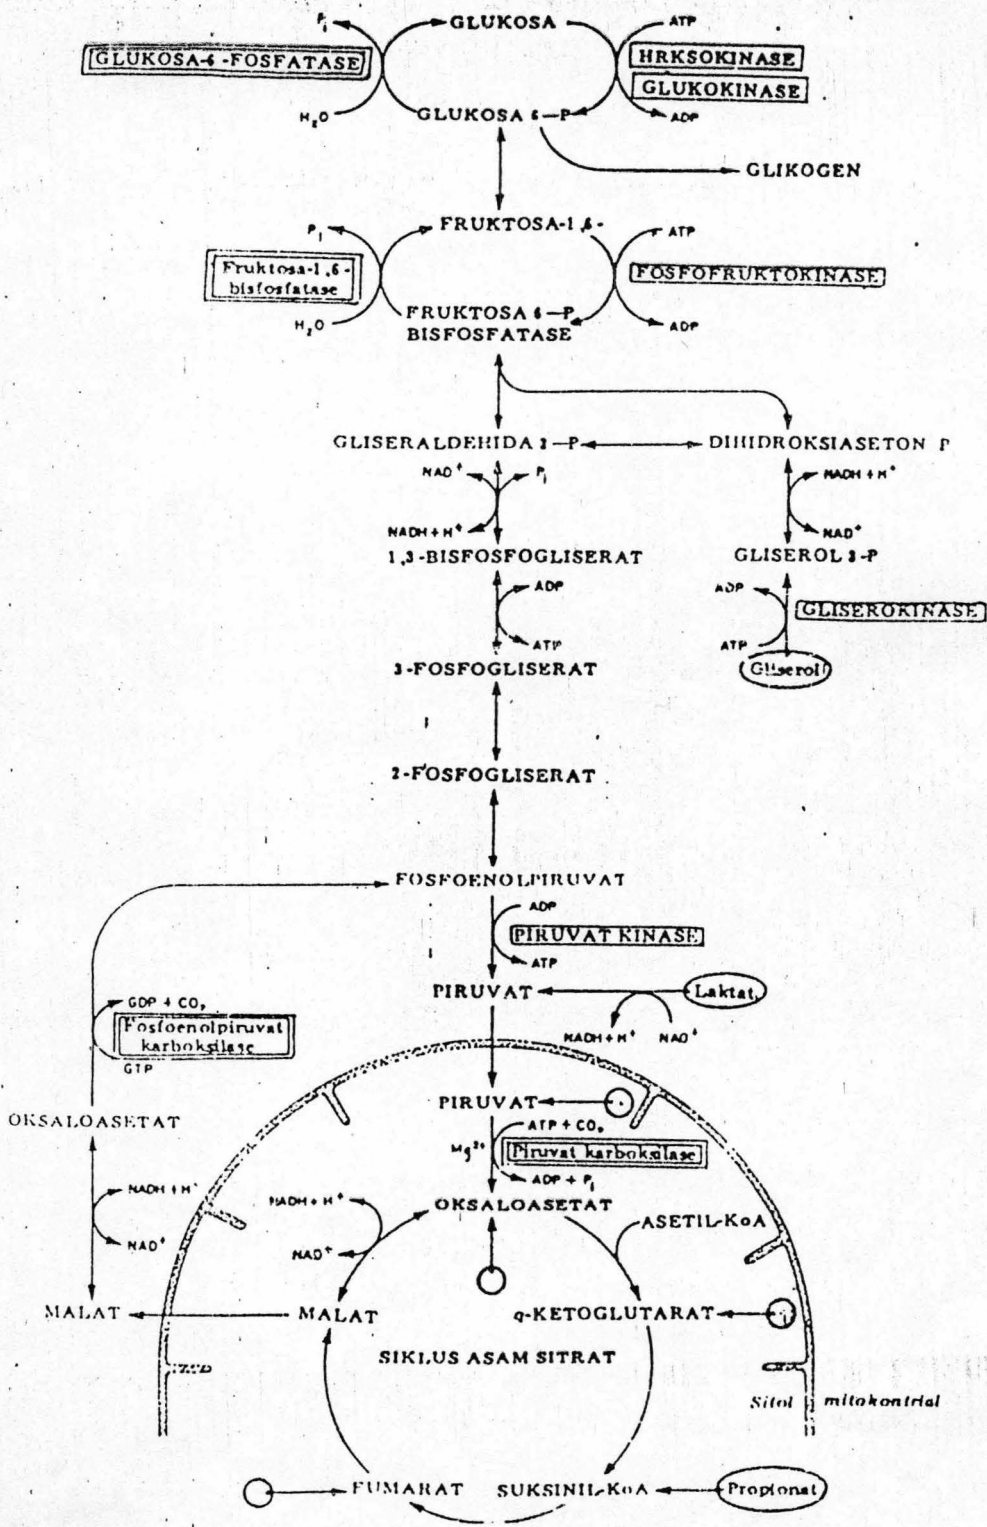 Pi
GLUKOSA
ATP
GLUKOSA-6-FOSFATASE
HRKSOKINASE
GLUKOKINASE
H2O
GLUKOSA 6-P
ADP
GLIKOGEN
Pi
FRUKTOSA-1,6-
ATP
Fruktosa-1,6-
bisfosfatase
FOSFOFRUKTOKINASE
H2O
FRUKTOSA 6-P
BISFOSFATASE
ADP
GLISERALDEHIDA 3-P
DIHIDROKSIASETON P
NAD+
Pi
NADH + H+
NADH + H+
NAD+
1,3-BISFOSFOGLISERAT
GLISEROL 3-P
ADP
ADP
GLISEROKINASE
ATP
ATP
3-FOSFOGLISERAT
Gliserol
2-FOSFOGLISERAT
FOSFOENOLPIRUVAT
ADP
PIRUVAT KINASE
ATP
PIRUVAT
Laktat
GDP + CO2
Fosfoenolpiruvat
karboksilase
NADH + H+
NAD+
GTP
PIRUVAT
OKSALOASETAT
ATP + CO2
Mg2+
Piruvat karboksilase
ADP + Pi
NADH + H+
NADH + H+
OKSALOASETAT
ASETIL-KoA
NAD+
NAD+
MALAT
MALAT
α-KETOGLUTARAT
SIKLUS ASAM SITRAT
Sitol
mitokontrial
FUMARAT
SUKSINIL-KoA
Propionat